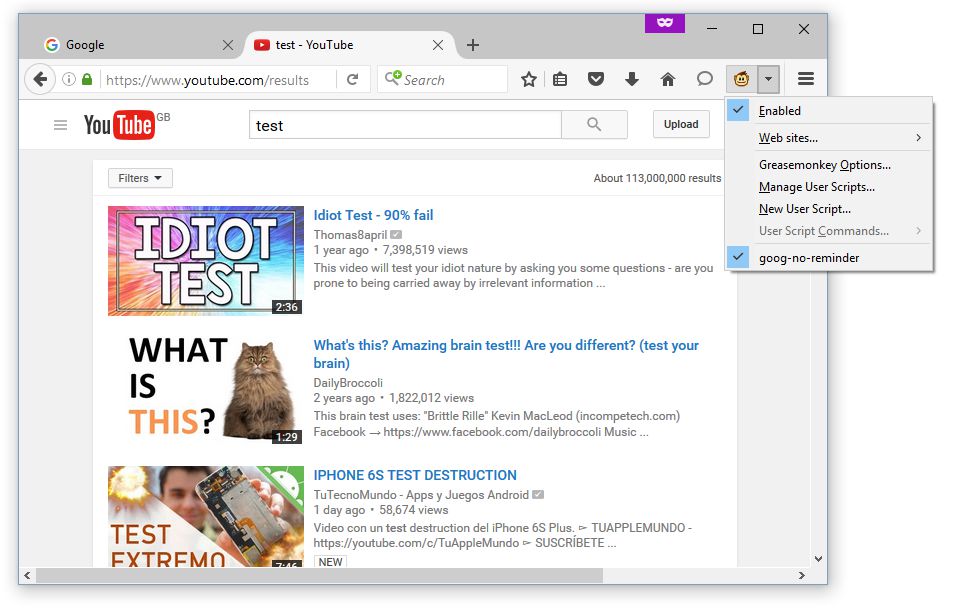 Google
test - YouTube
https://www.youtube.com/results
Search
Enabled
Web sites...
Greasemonkey Options...
Manage User Scripts...
New User Script...
User Script Commands...
goog-no-reminder
YouTube GB
test
Upload
Filters
About 113,000,000 results
IDIOT
TEST
2:36
Idiot Test - 90% fail
Thomas8april
1 year ago • 7,398,519 views
This video will test your idiot nature by asking you some questions - are you
prone to being carried away by irrelevant information ...
WHAT
IS
THIS?
1:29
What's this? Amazing brain test!!! Are you different? (test your
brain)
DailyBroccoli
2 years ago • 1,822,012 views
This brain test uses: "Brittle Rille" Kevin MacLeod (incompetech.com)
Facebook → https://www.facebook.com/dailybroccoli Music ...
TEST
EXTREMO
7:46
IPHONE 6S TEST DESTRUCTION
TuTecnoMundo - Apps y Juegos Android
1 day ago • 58,674 views
Video con un test destruction del iPhone 6S Plus. ► TUAPPLEMUNDO -
https://youtube.com/c/TuAppleMundo ► SUSCRÍBETE ...
NEW